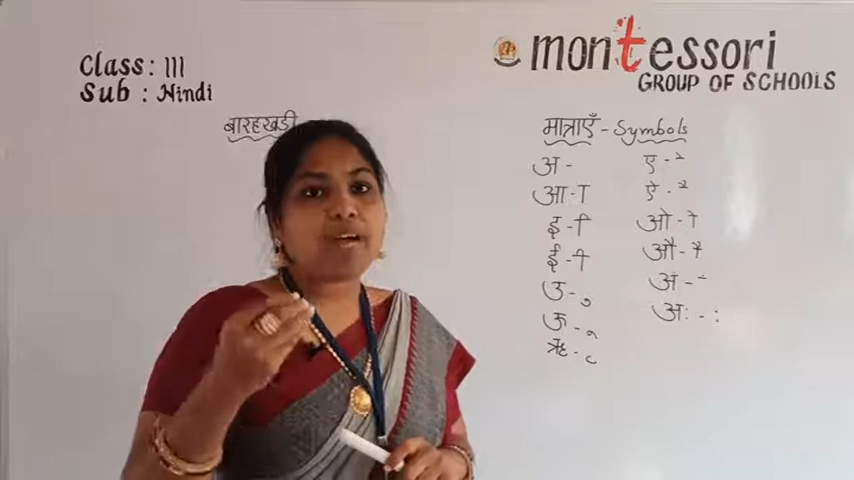 Class : III
Sub : Hindi
montessori
GROUP OF SCHOOLS
बारहखडी
मात्राएँ - Symbols
अ -
आ - ा
इ - ि
ई - ी
उ - ु
ऊ - ू
ऋ - ृ
ए - े
ऐ - ै
ओ - ो
औ - ौ
अं - ं
अः - ः